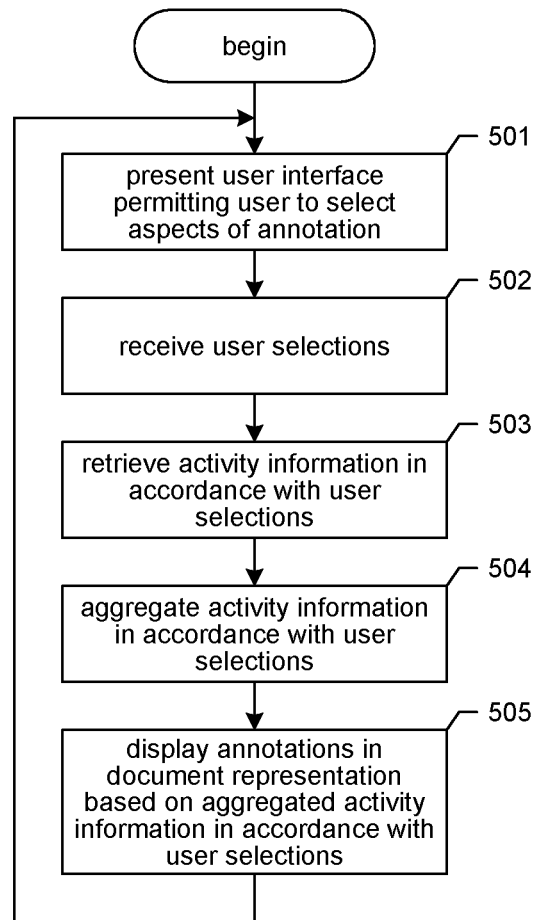 begin
501
present user interface
permitting user to select
aspects of annotation
502
receive user selections
503
retrieve activity information in
accordance with user
selections
504
aggregate activity information
in accordance with user
selections
505
display annotations in
document representation
based on aggregated activity
information in accordance with
user selections